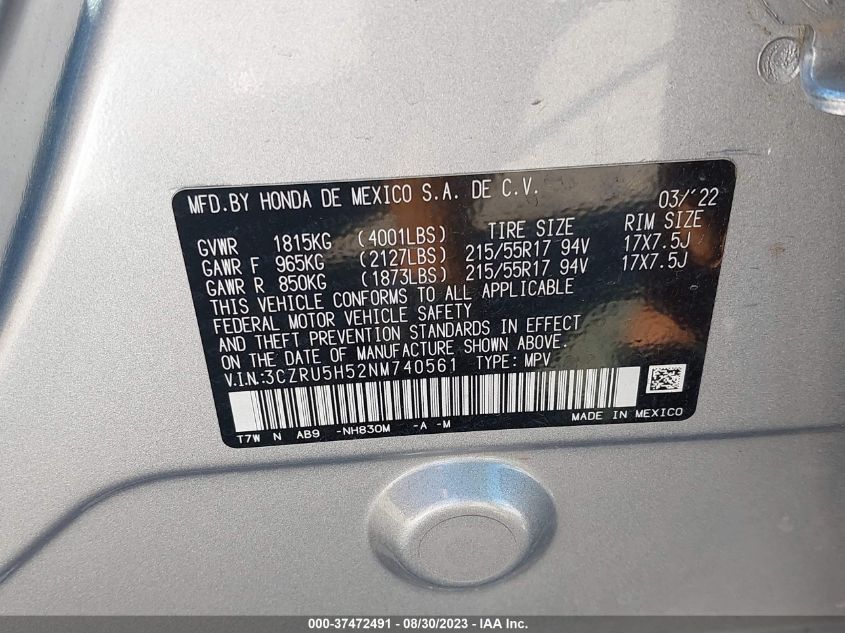 MFD.BY HONDA DE MEXICO S.A. DE C.V. 03/'22
TIRE SIZE RIM SIZE
GVWR 1815KG (4001LBS)
GAWR F 965KG (2127LBS) 215/55R17 94V 17X7.5J
GAWR R 850KG (1873LBS) 215/55R17 94V 17X7.5J
THIS VEHICLE CONFORMS TO ALL APPLICABLE
FEDERAL MOTOR VEHICLE SAFETY
AND THEFT PREVENTION STANDARDS IN EFFECT
ON THE DATE OF MANUFACTURE SHOWN ABOVE.
V.I.N:3CZRU5H52NM740561 TYPE: MPV
T7W N AB9 -NH830M -A -M MADE IN MEXICO
000-37472491 - 08/30/2023 - IAA Inc.